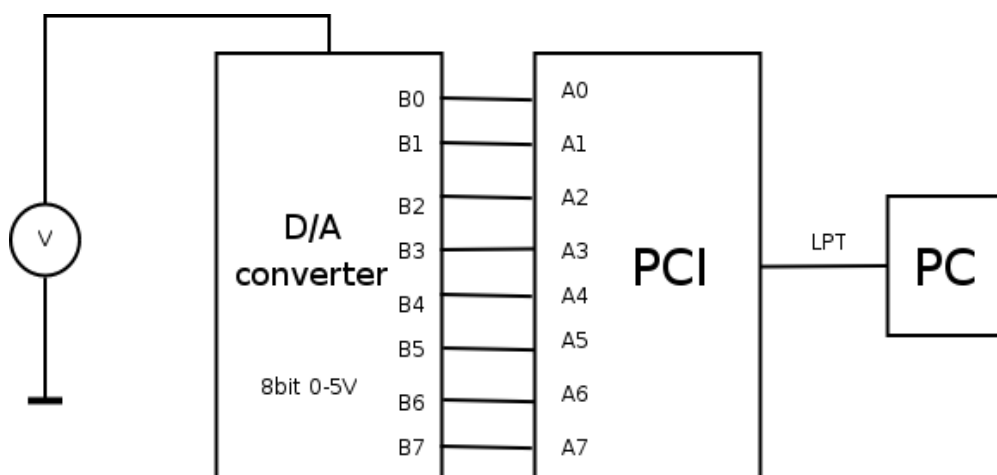 B0
A0
B1
A1
B2
A2
D/A
converter
B3
A3
PCI
LPT
PC
V
B4
A4
B5
A5
8bit 0-5V
B6
A6
B7
A7